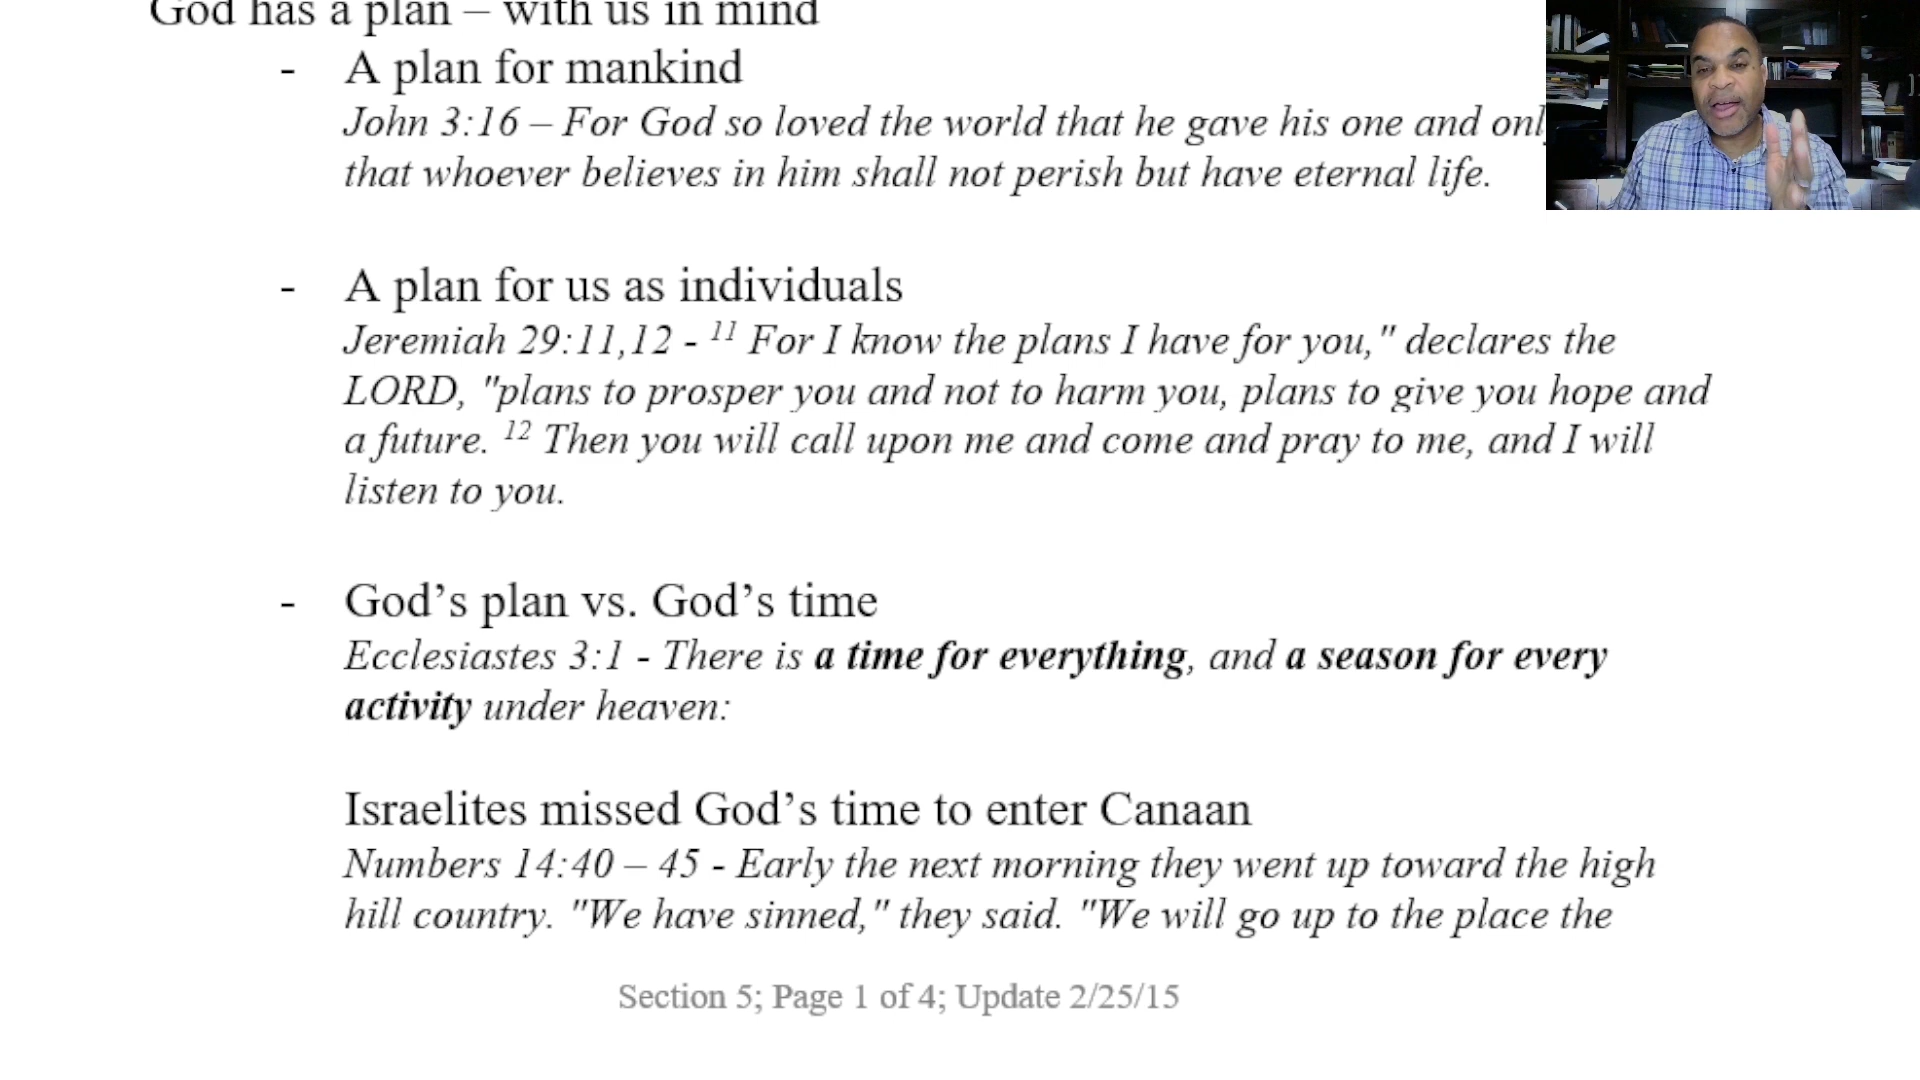 God has a plan – with us in mind
- A plan for mankind
John 3:16 – For God so loved the world that he gave his one and only
that whoever believes in him shall not perish but have eternal life.
- A plan for us as individuals
Jeremiah 29:11,12 - 11 For I know the plans I have for you," declares the
LORD, "plans to prosper you and not to harm you, plans to give you hope and
a future. 12 Then you will call upon me and come and pray to me, and I will
listen to you.
- God’s plan vs. God’s time
Ecclesiastes 3:1 - There is a time for everything, and a season for every
activity under heaven:
Israelites missed God’s time to enter Canaan
Numbers 14:40 – 45 - Early the next morning they went up toward the high
hill country. "We have sinned," they said. "We will go up to the place the
Section 5; Page 1 of 4; Update 2/25/15